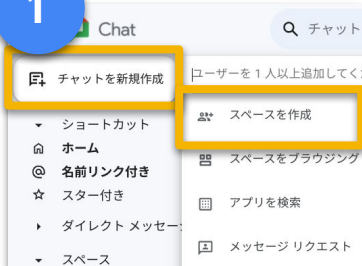 1
Chat
チャット
チャットを新規作成
ユーザーを 1 人以上追加してく
ショートカット
スペースを作成
ホーム
名前リンク付き
スペースをブラウジング
スター付き
アプリを検索
ダイレクト メッセー
メッセージ リクエスト
スペース